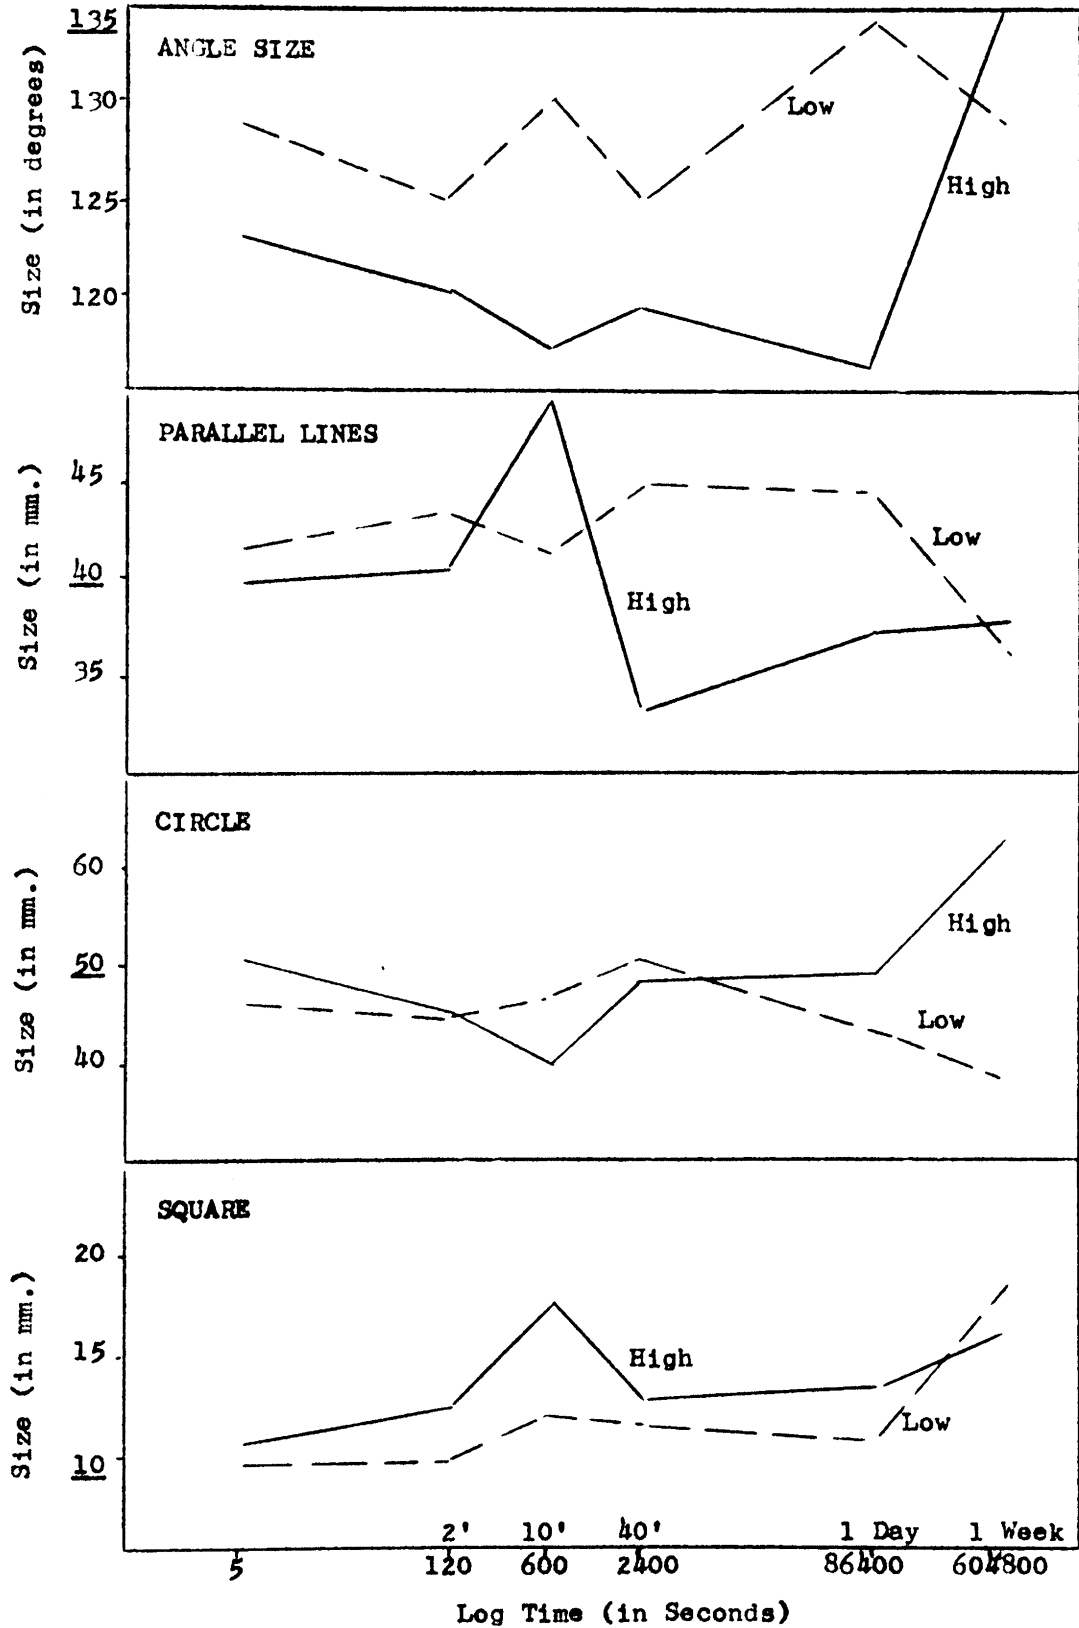 135
ANGLE SIZE
130
Low
125
High
120
Size (in degrees)
PARALLEL LINES
45
Low
40
High
35
Size (in mm.)
CIRCLE
60
High
50
Low
40
Size (in mm.)
SQUARE
20
15
High
Low
10
Size (in mm.)
2' 10' 40' 1 Day 1 Week
5 120 600 2400 86400 604800
Log Time (in Seconds)